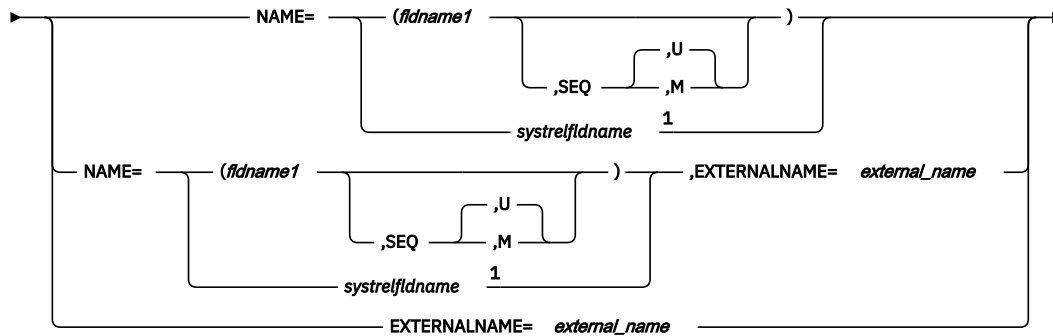 NAME= (fldname1 )
,U
,SEQ ,M
systrelfldname 1
NAME= (fldname1 ) ,EXTERNALNAME= external_name
,U
,SEQ ,M
systrelfldname 1
EXTERNALNAME= external_name